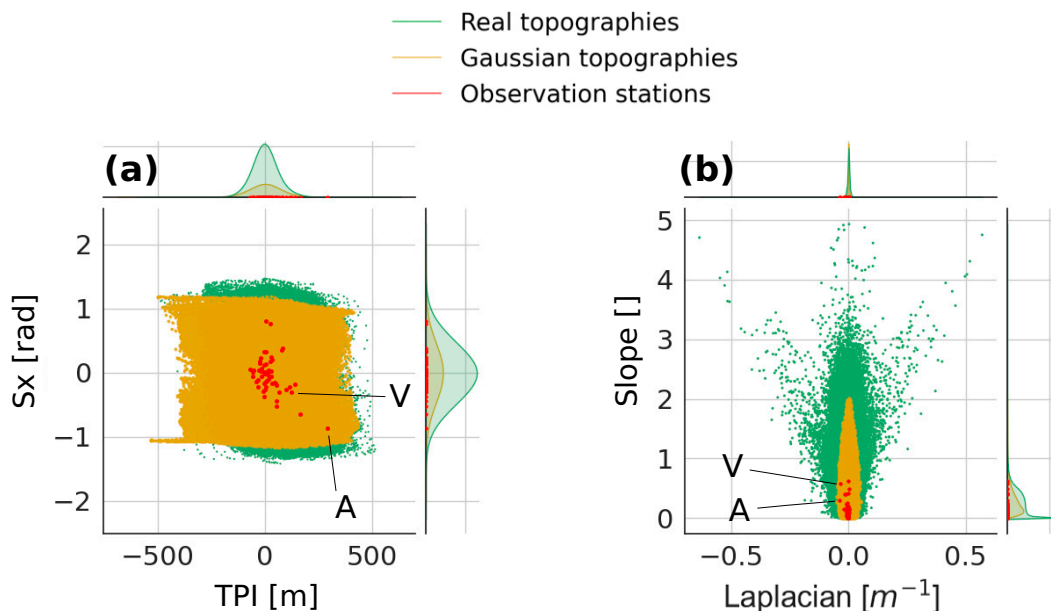 Real topographies
Gaussian topographies
Observation stations
(a)
(b)
2
1
0
−1
−2
Sx [rad]
V
A
−500
0
500
TPI [m]
5
4
3
2
1
0
Slope []
V
A
−0.5
0.0
0.5
Laplacian [m⁻¹]